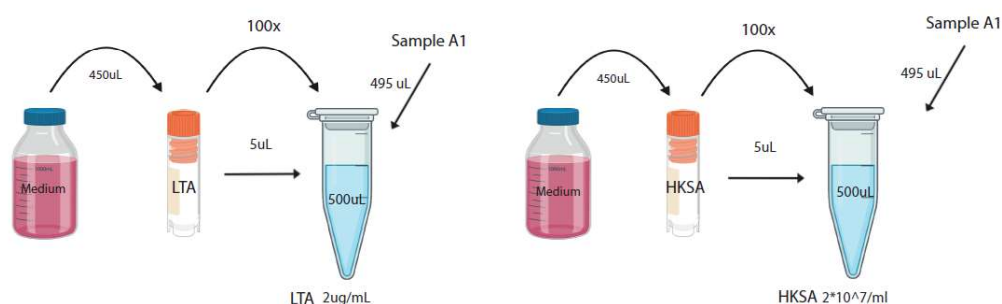 100x
Sample A1
450uL
495 uL
5uL
Medium
LTA
500uL
LTA 2ug/mL
100x
Sample A1
450uL
495 uL
5uL
Medium
HKSA
500uL
HKSA 2*10^7/ml